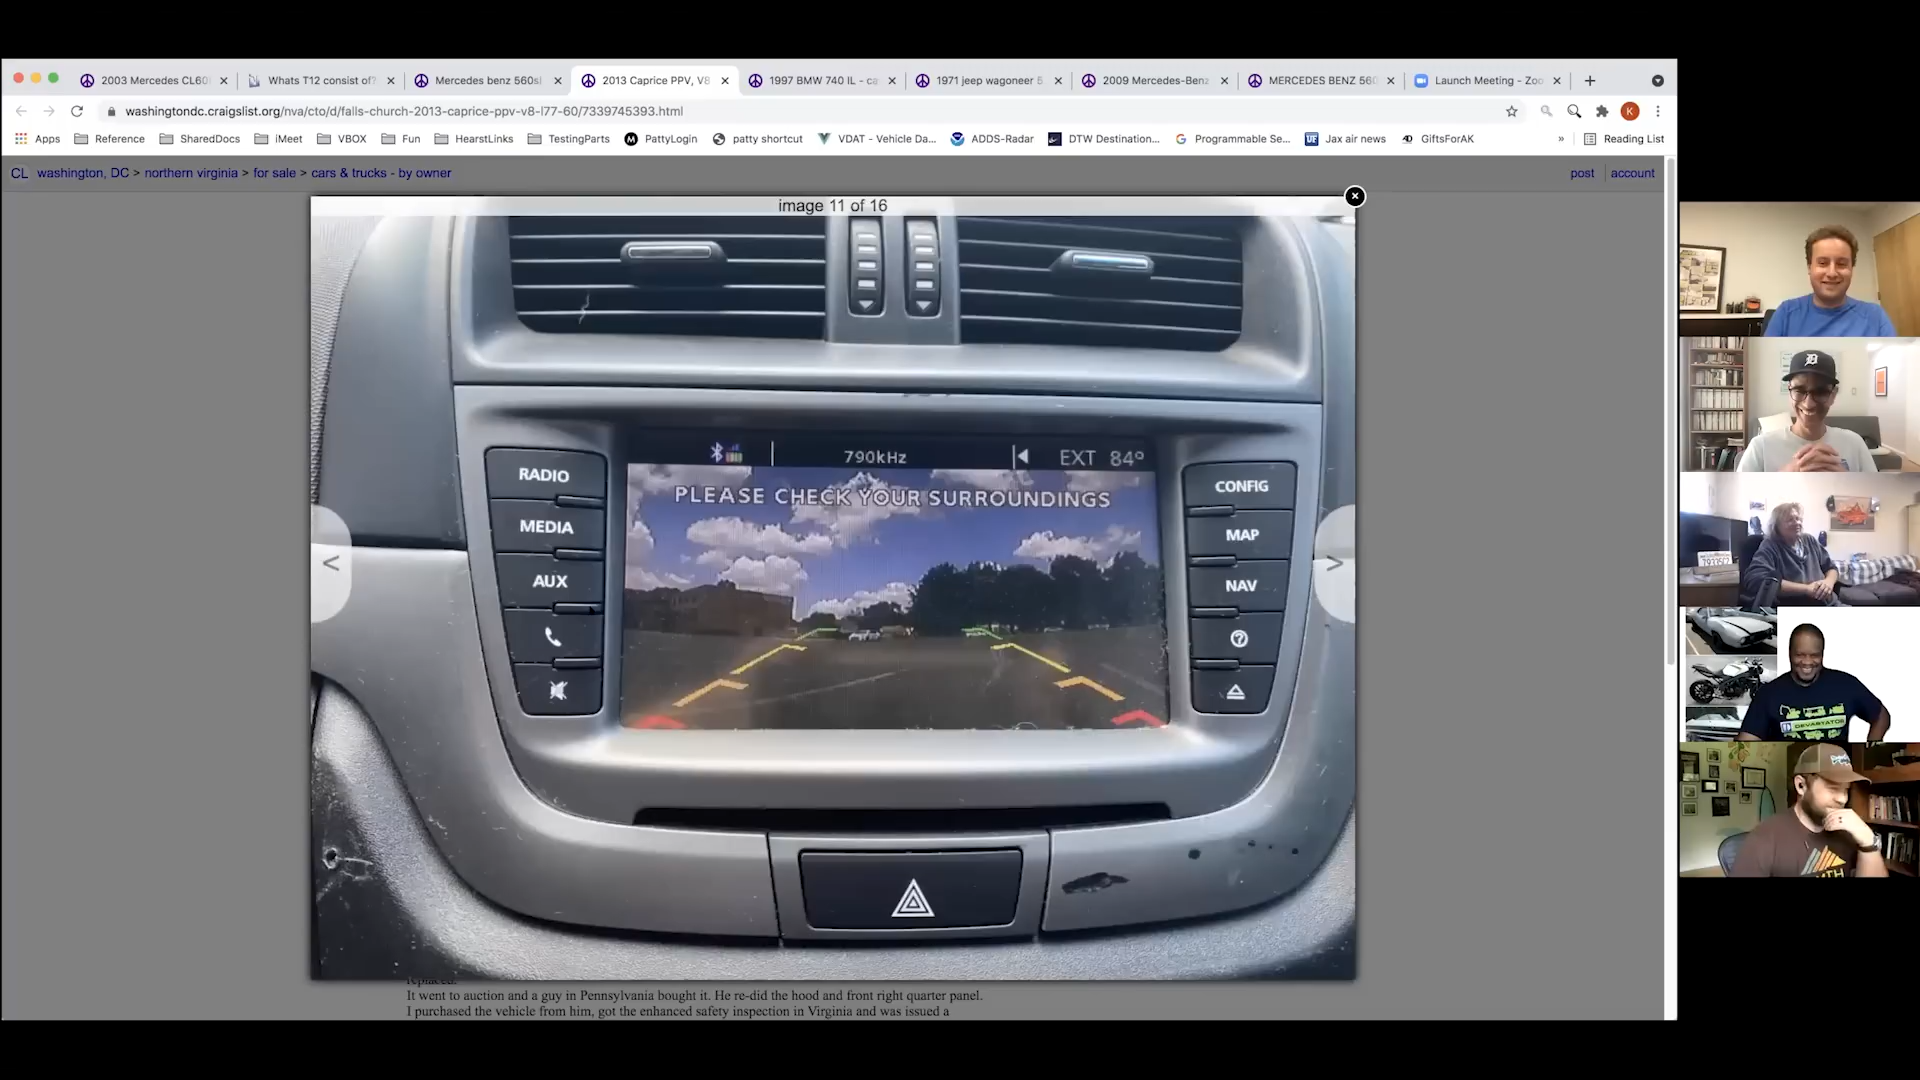 2003 Mercedes CL60
Whats T12 consist of?
Mercedes benz 560sl
2013 Caprice PPV, V8
1997 BMW 740 IL - ca
1971 jeep wagoneer 5
2009 Mercedes-Benz
MERCEDES BENZ 560
Launch Meeting - Zoo
washingtondc.craigslist.org/nva/cto/d/falls-church-2013-caprice-ppv-v8-l77-60/7339745393.html
K
Apps
Reference
SharedDocs
iMeet
VBOX
Fun
HearstLinks
TestingParts
PattyLogin
patty shortcut
VDAT - Vehicle Da...
ADDS-Radar
DTW Destination...
Programmable Se...
Jax air news
GiftsForAK
»
Reading List
CL washington, DC > northern virginia > for sale > cars & trucks - by owner
post
account
image 11 of 16
790kHz
EXT 84°
PLEASE CHECK YOUR SURROUNDINGS
RADIO
MEDIA
AUX
CONFIG
MAP
NAV
replaced.
It went to auction and a guy in Pennsylvania bought it. He re-did the hood and front right quarter panel.
I purchased the vehicle from him, got the enhanced safety inspection in Virginia and was issued a
DEVASTATOR